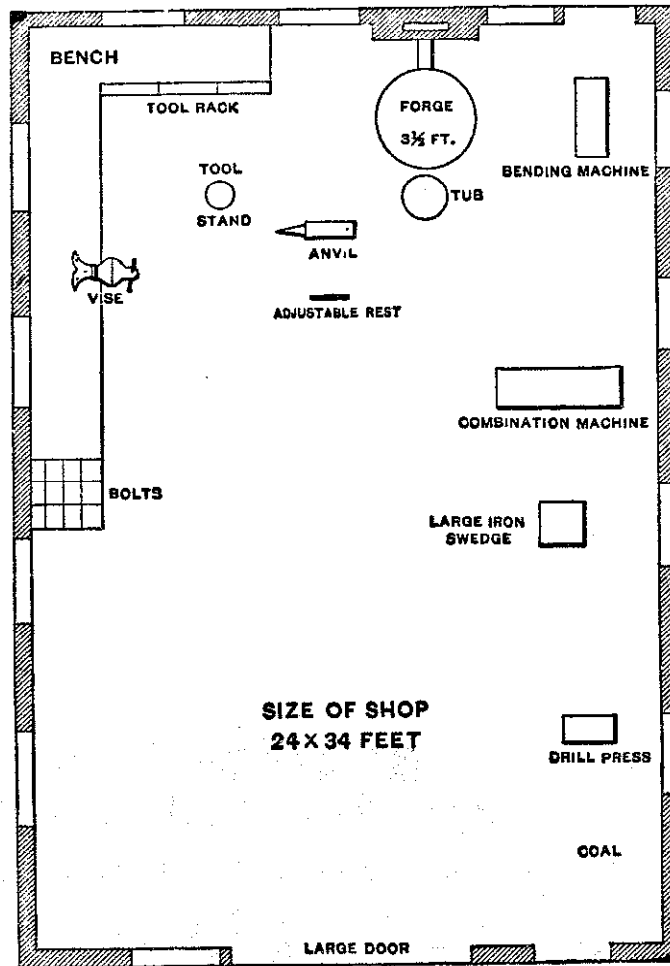 BENCH
TOOL RACK
FORGE
3½ FT.
BENDING MACHINE
TOOL
STAND
TUB
ANVIL
VISE
ADJUSTABLE REST
COMBINATION MACHINE
BOLTS
LARGE IRON
SWEDGE
SIZE OF SHOP
24 X 34 FEET
DRILL PRESS
COAL
LARGE DOOR